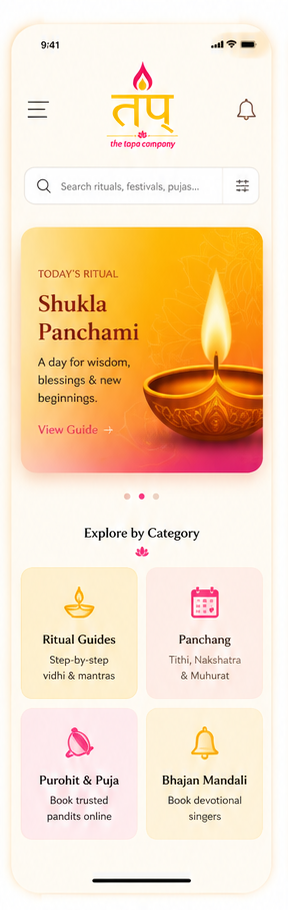 9:41
तप्
the tapa company
Search rituals, festivals, pujas...
TODAY'S RITUAL
Shukla
Panchami
A day for wisdom,
blessings & new
beginnings.
View Guide →
Explore by Category
Ritual Guides
Step-by-step
vidhi & mantras
Panchang
Tithi, Nakshatra
& Muhurat
Purohit & Puja
Book trusted
pandits online
Bhajan Mandali
Book devotional
singers